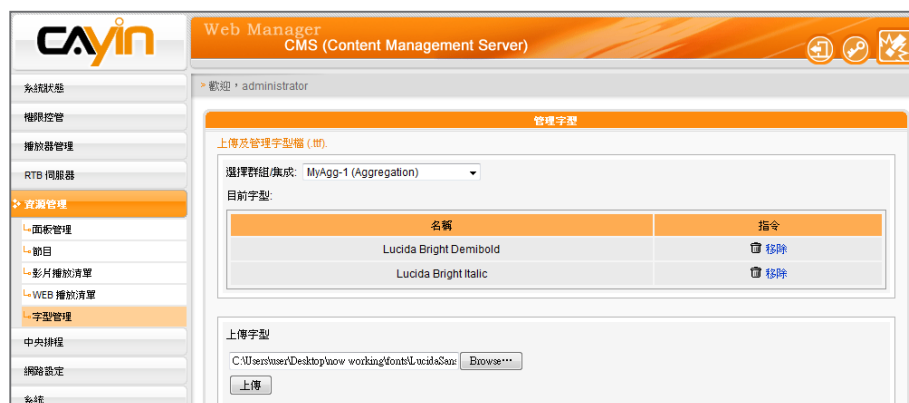 CAYIN
Web Manager
CMS (Content Management Server)
系統狀態
權限控管
播放器管理
RTB 伺服器
資源管理
面板管理
節目
影片播放清單
WEB 播放清單
字型管理
中央排程
網路設定
系統
歡迎，administrator
管理字型
上傳及管理字型檔 (.ttf).
選擇群組/集成: MyAgg-1 (Aggregation)
目前字型:
名稱 指令
Lucida Bright Demibold 移除
Lucida Bright Italic 移除
上傳字型
C:\Users\user\Desktop\now working\fonts\LucidaSans Browse…
上傳